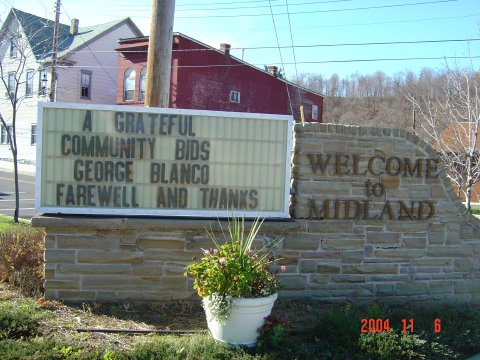 A GRATEFUL
COMMUNITY BIDS
GEORGE BLANCO
FAREWELL AND THANKS
WELCOME
to
MIDLAND
2004 11 6